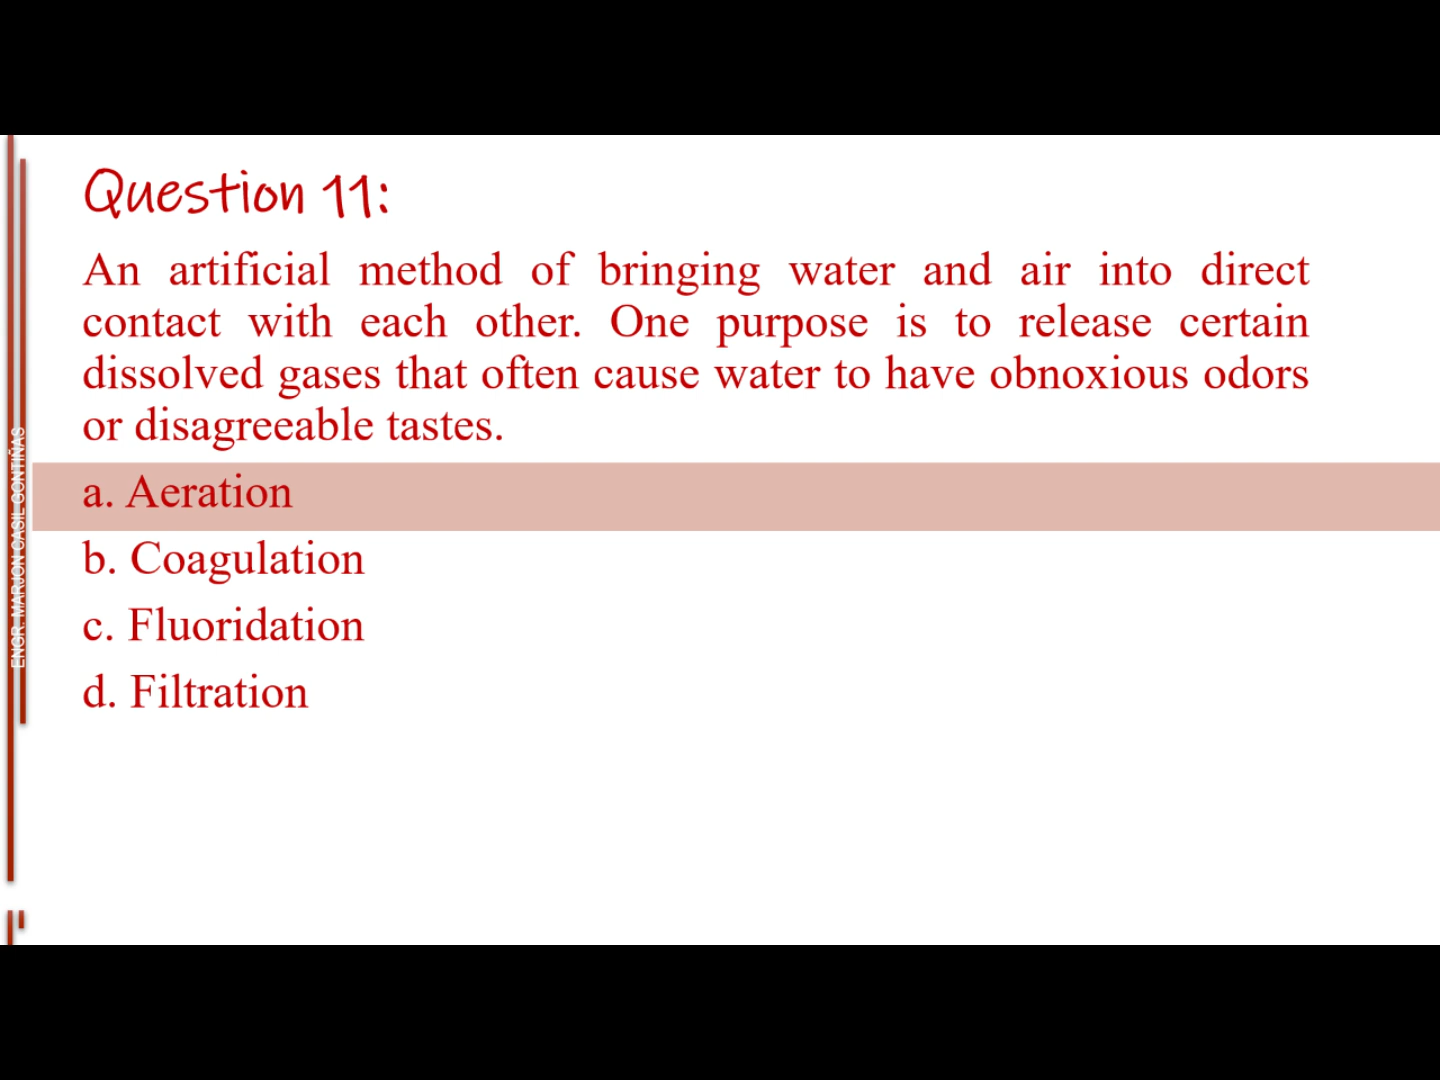 Question 11:
An artificial method of bringing water and air into direct
contact with each other. One purpose is to release certain
dissolved gases that often cause water to have obnoxious odors
or disagreeable tastes.
a. Aeration
b. Coagulation
c. Fluoridation
d. Filtration
ENGR. MARJON CASIL GONTIÑAS